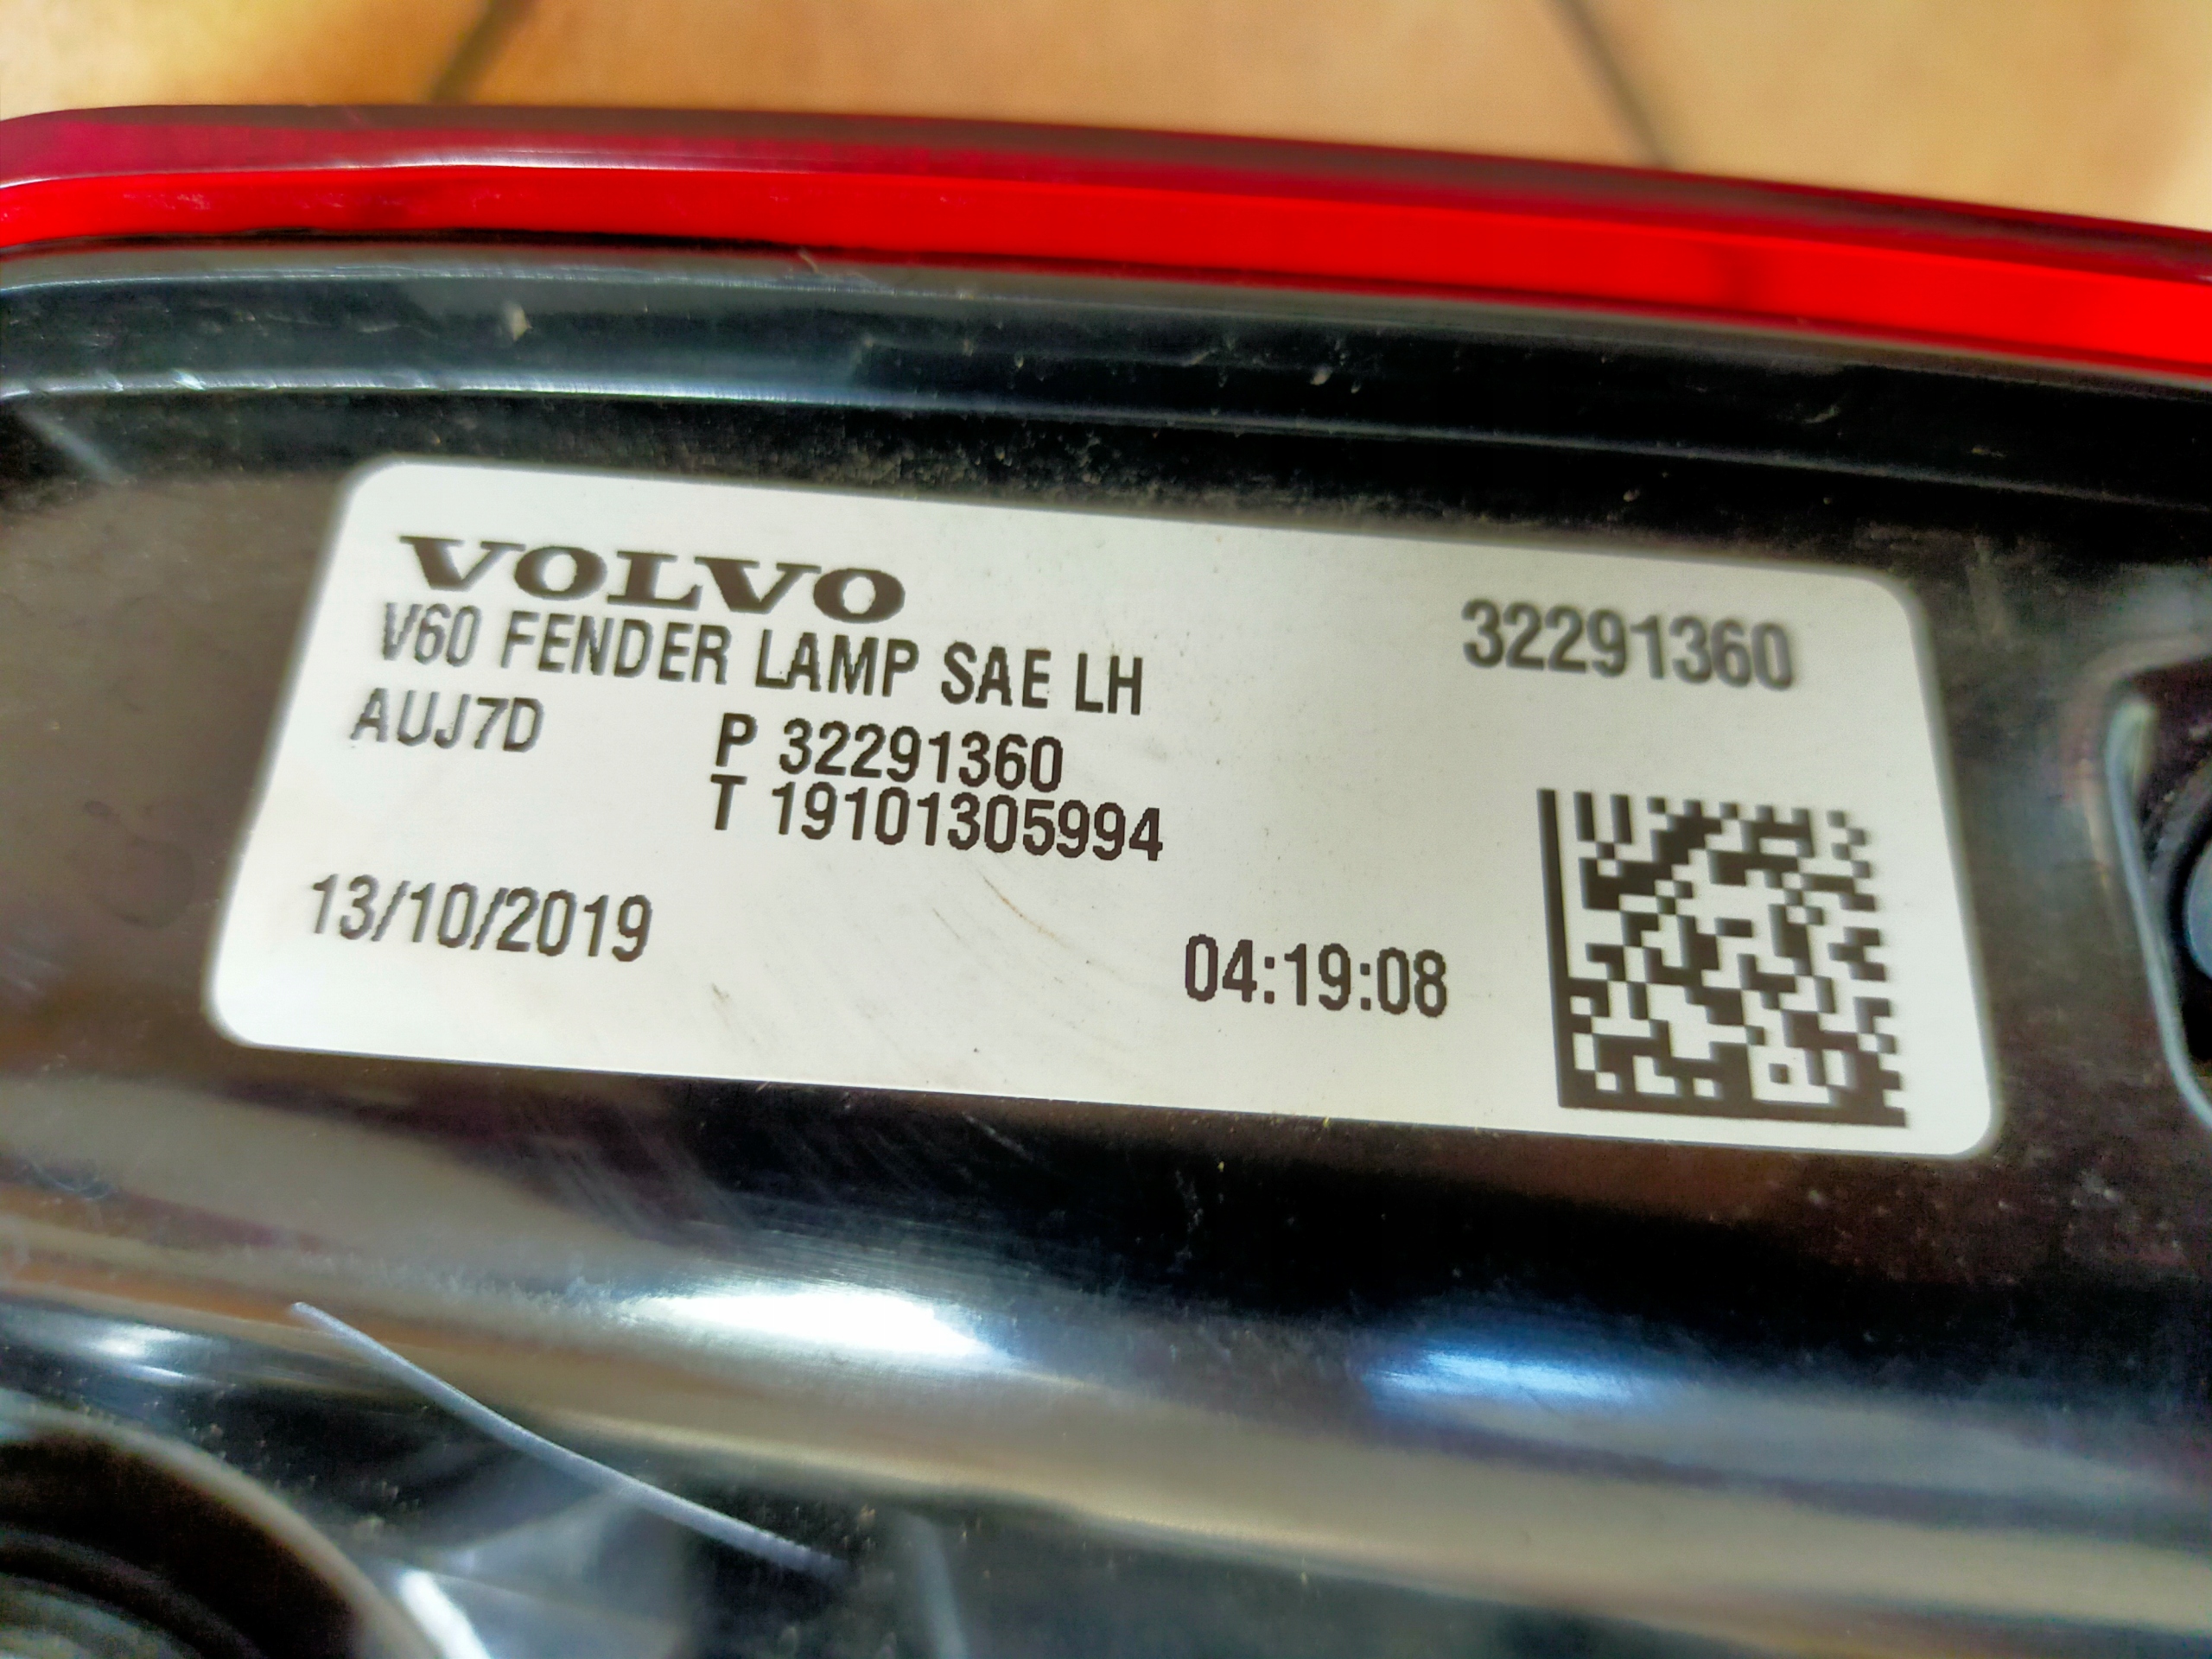 VOLVO
32291360
V60 FENDER LAMP SAE LH
AUJ7D
P 32291360
T 19101305994
13/10/2019
04:19:08